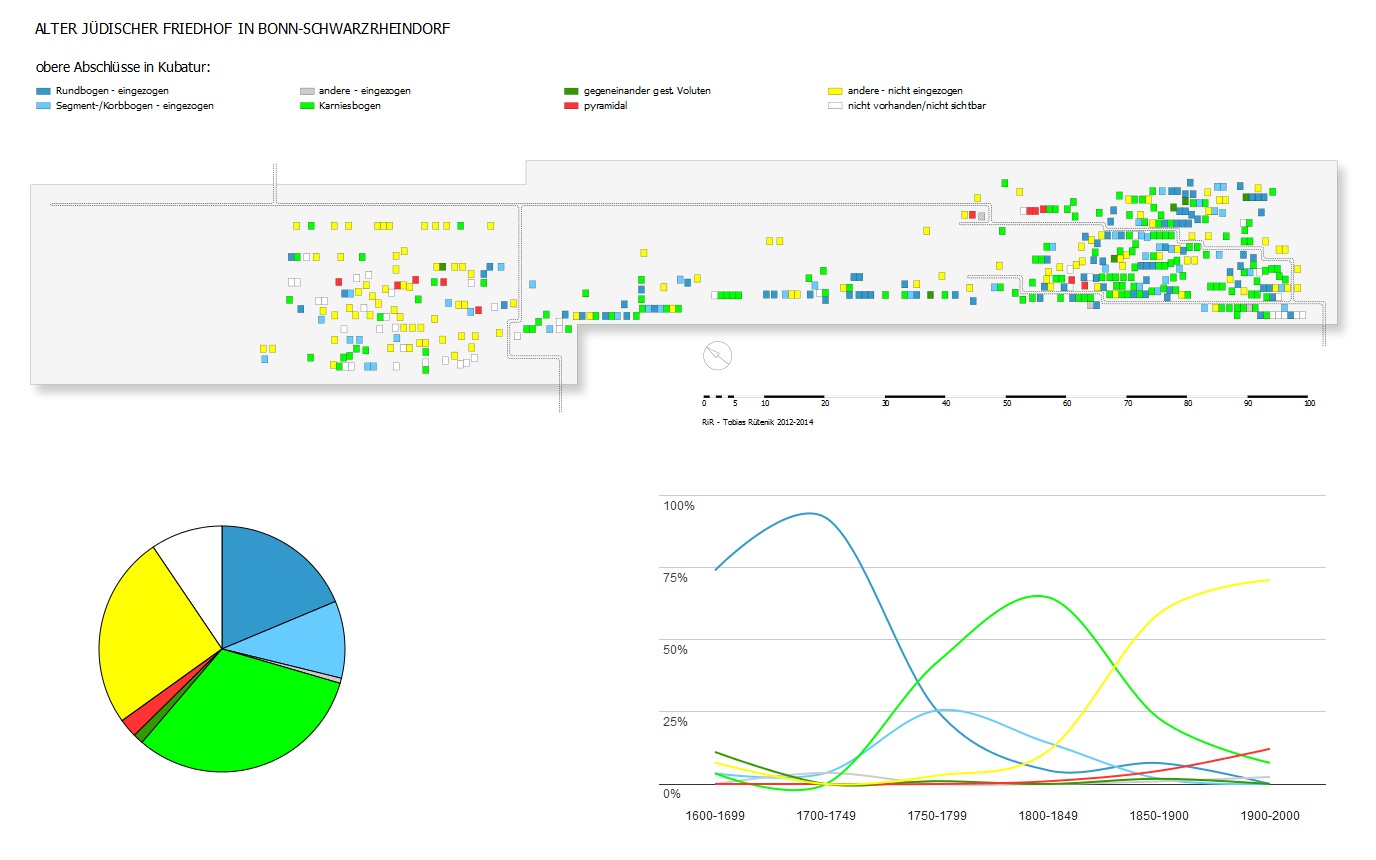 ALTER JÜDISCHER FRIEDHOF IN BONN-SCHWARZRHEINDORF
obere Abschlüsse in Kubatur:
Rundbogen - eingezogen
Segment-/Korbbogen - eingezogen
andere - eingezogen
Karniesbogen
gegeneinander gest. Voluten
pyramidal
andere - nicht eingezogen
nicht vorhanden/nicht sichtbar
0 5 10 20 30 40 50 60 70 80 90 100
RiR - Tobias Rütenik 2012-2014
100%
75%
50%
25%
0%
1600-1699 1700-1749 1750-1799 1800-1849 1850-1900 1900-2000